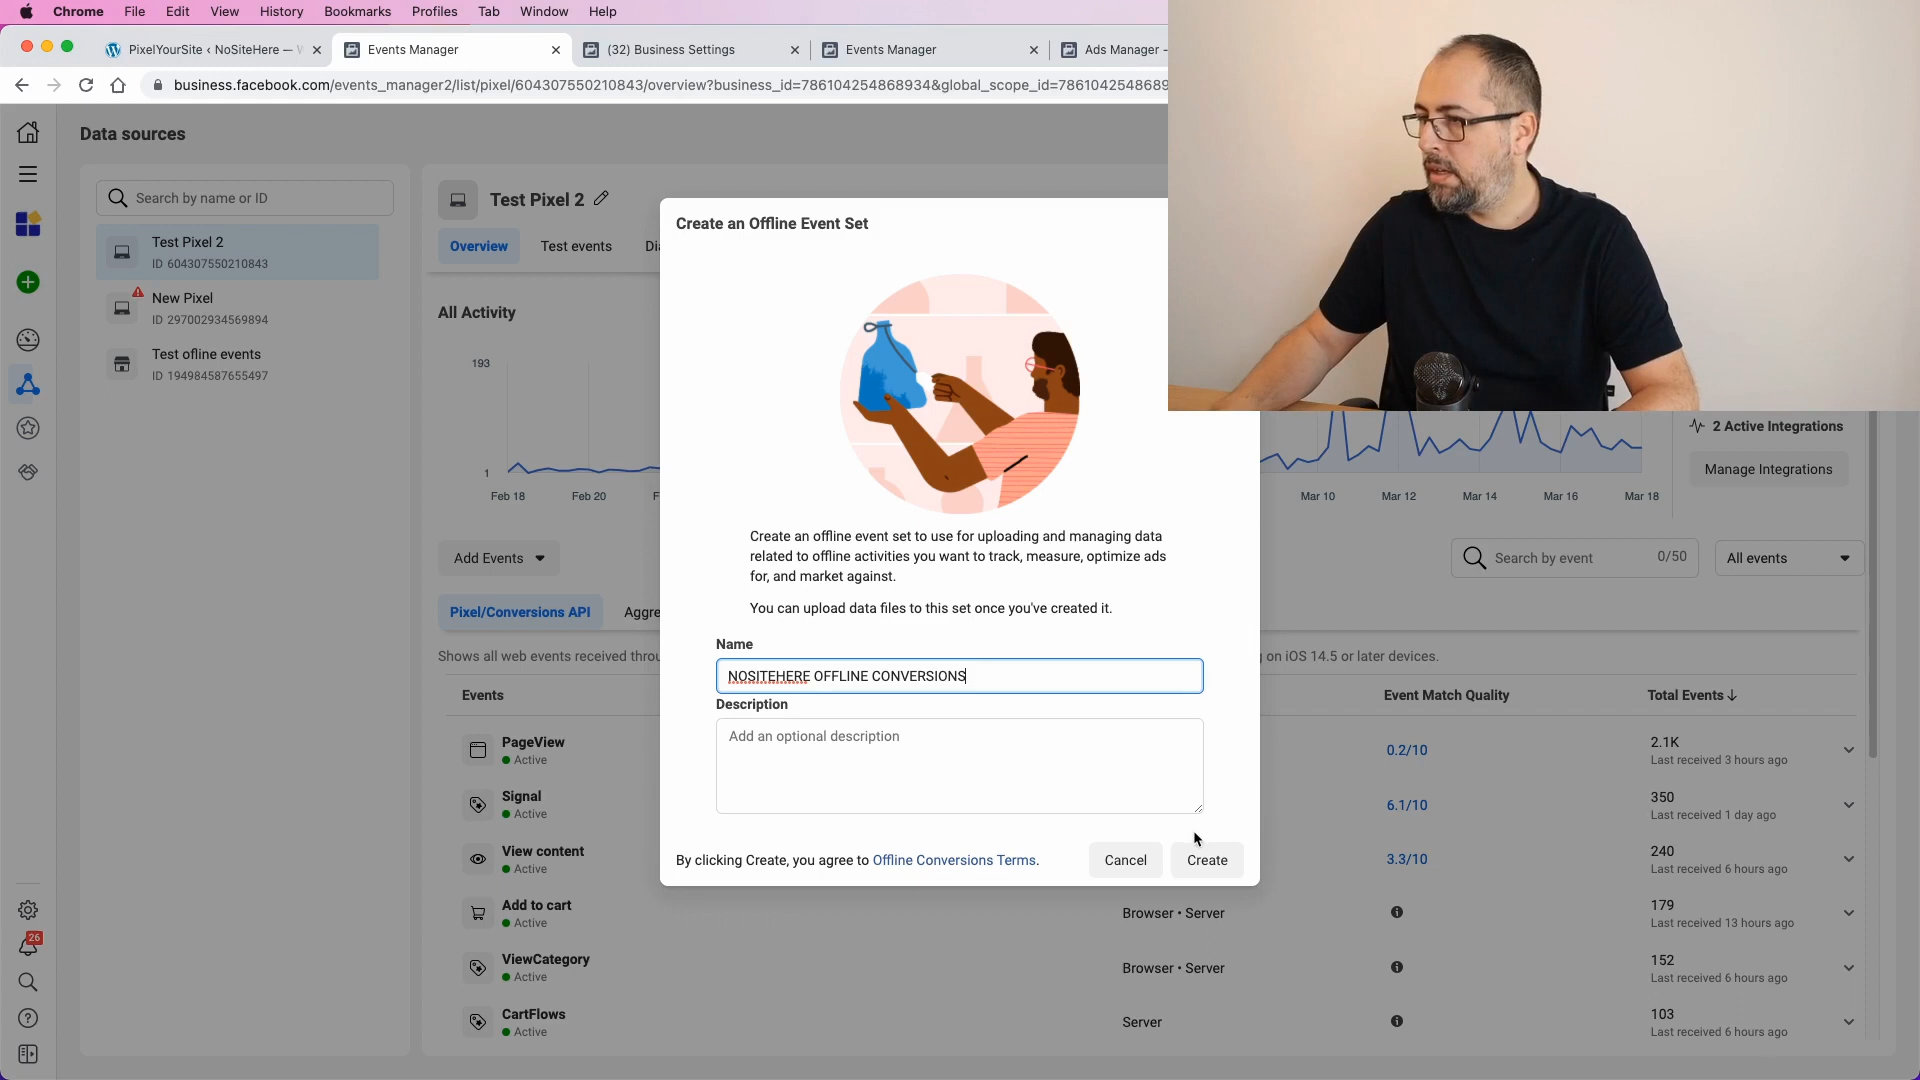 Chrome File Edit View History Bookmarks Profiles Tab Window Help
PixelYourSite ‹ NoSiteHere —
Events Manager
(32) Business Settings
Events Manager
Ads Manager -
business.facebook.com/events_manager2/list/pixel/604307550210843/overview?business_id=786104254868934&global_scope_id=7861042548689
Data sources
Search by name or ID
Test Pixel 2
ID 604307550210843
New Pixel
ID 297002934569894
Test ofline events
ID 194984587655497
26
Test Pixel 2
Overview Test events
All Activity
193
1
Feb 18 Feb 20 F Mar 10 Mar 12 Mar 14 Mar 16 Mar 18
2 Active Integrations
Manage Integrations
Add Events
Search by event 0/50
All events
Pixel/Conversions API Aggre
Shows all web events received throu
g on iOS 14.5 or later devices.
Events Event Match Quality Total Events
PageView 0.2/10 2.1K
Active Last received 3 hours ago
Signal 6.1/10 350
Active Last received 1 day ago
View content 3.3/10 240
Active Last received 6 hours ago
Add to cart Browser • Server 179
Active Last received 13 hours ago
ViewCategory Browser • Server 152
Active Last received 6 hours ago
CartFlows Server 103
Active Last received 6 hours ago
Create an Offline Event Set
Create an offline event set to use for uploading and managing data
related to offline activities you want to track, measure, optimize ads
for, and market against.
You can upload data files to this set once you've created it.
Name
NOSITEHERE OFFLINE CONVERSIONS
Description
Add an optional description
By clicking Create, you agree to Offline Conversions Terms.
Cancel Create